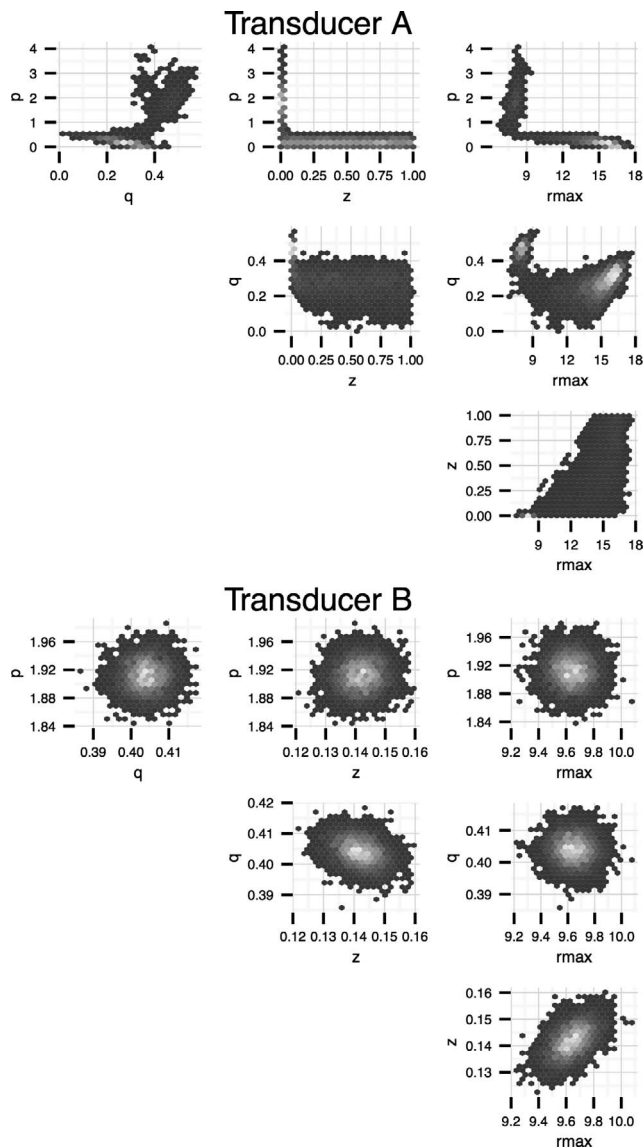 Transducer A
4
3
2
1
0
p
0.0 0.4
q
4
3
2
1
0
p
0.00 0.25 0.50 0.75 1.00
z
4
3
2
1
0
p
9 12 15 18
rmax
0.4
0.2
0.0
q
0.00 0.25 0.50 0.75 1.00
z
0.4
0.2
0.0
q
9 12 15 18
rmax
1.00
0.75
0.50
0.25
0.00
z
9 12 15 18
rmax
Transducer B
1.96
1.92
1.88
1.84
p
0.39 0.40 0.41
q
1.96
1.92
1.88
1.84
p
0.12 0.13 0.14 0.15 0.16
z
1.96
1.92
1.88
1.84
p
9.2 9.4 9.6 9.8 10.0
rmax
0.42
0.41
0.40
0.39
q
0.12 0.13 0.14 0.15 0.16
z
0.41
0.40
0.39
q
9.2 9.4 9.6 9.8 10.0
rmax
0.16
0.15
0.14
0.13
z
9.2 9.4 9.6 9.8 10.0
rmax